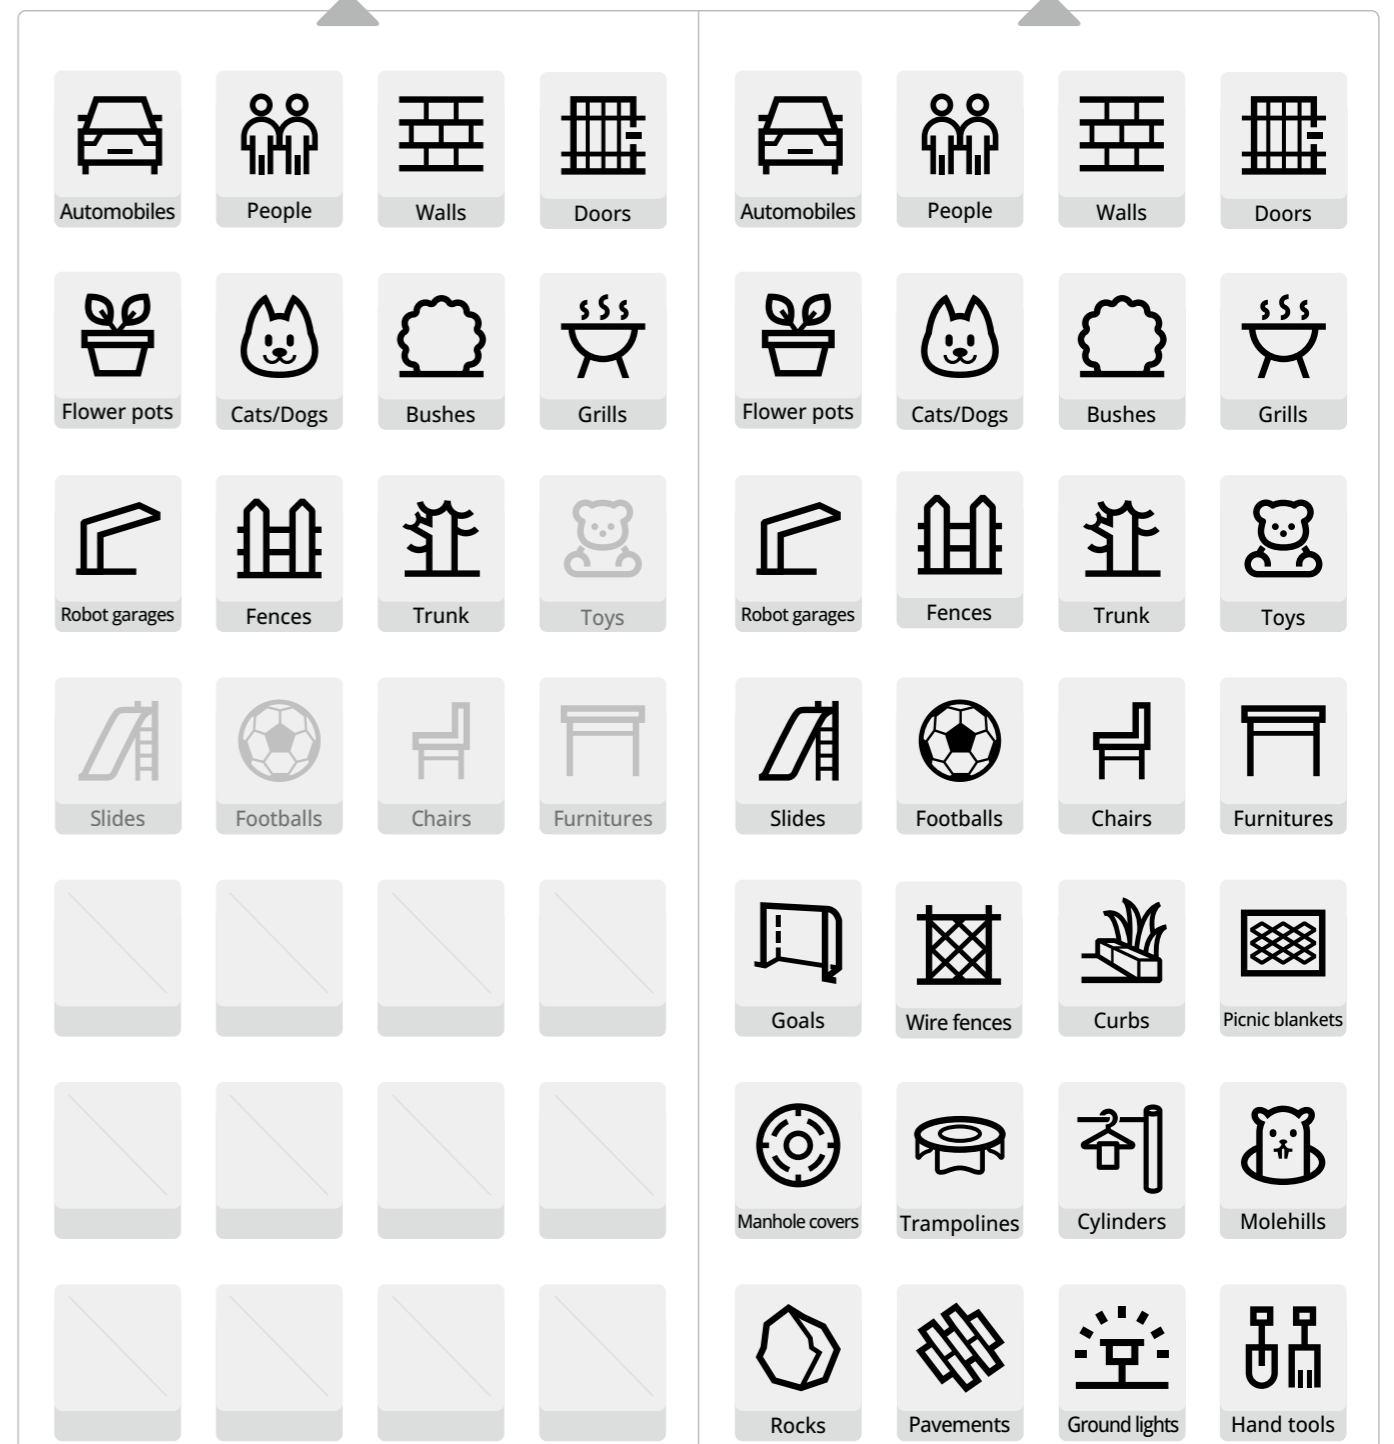 Automobiles People Walls Doors
Flower pots Cats/Dogs Bushes Grills
Robot garages Fences Trunk Toys
Slides Footballs Chairs Furnitures
Automobiles People Walls Doors
Flower pots Cats/Dogs Bushes Grills
Robot garages Fences Trunk Toys
Slides Footballs Chairs Furnitures
Goals Wire fences Curbs Picnic blankets
Manhole covers Trampolines Cylinders Molehills
Rocks Pavements Ground lights Hand tools